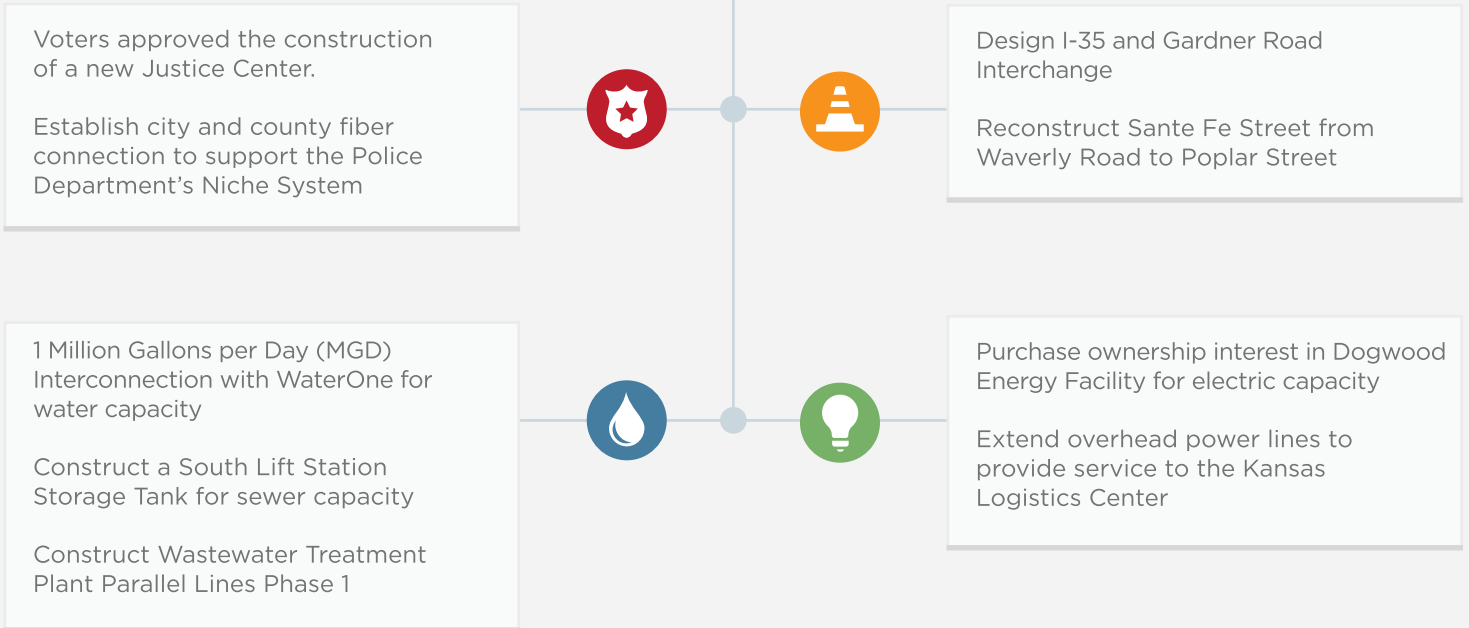 Voters approved the construction
of a new Justice Center.
Establish city and county fiber
connection to support the Police
Department's Niche System
Design I-35 and Gardner Road
Interchange
Reconstruct Sante Fe Street from
Waverly Road to Poplar Street
1 Million Gallons per Day (MGD)
Interconnection with WaterOne for
water capacity
Construct a South Lift Station
Storage Tank for sewer capacity
Construct Wastewater Treatment
Plant Parallel Lines Phase 1
Purchase ownership interest in Dogwood
Energy Facility for electric capacity
Extend overhead power lines to
provide service to the Kansas
Logistics Center